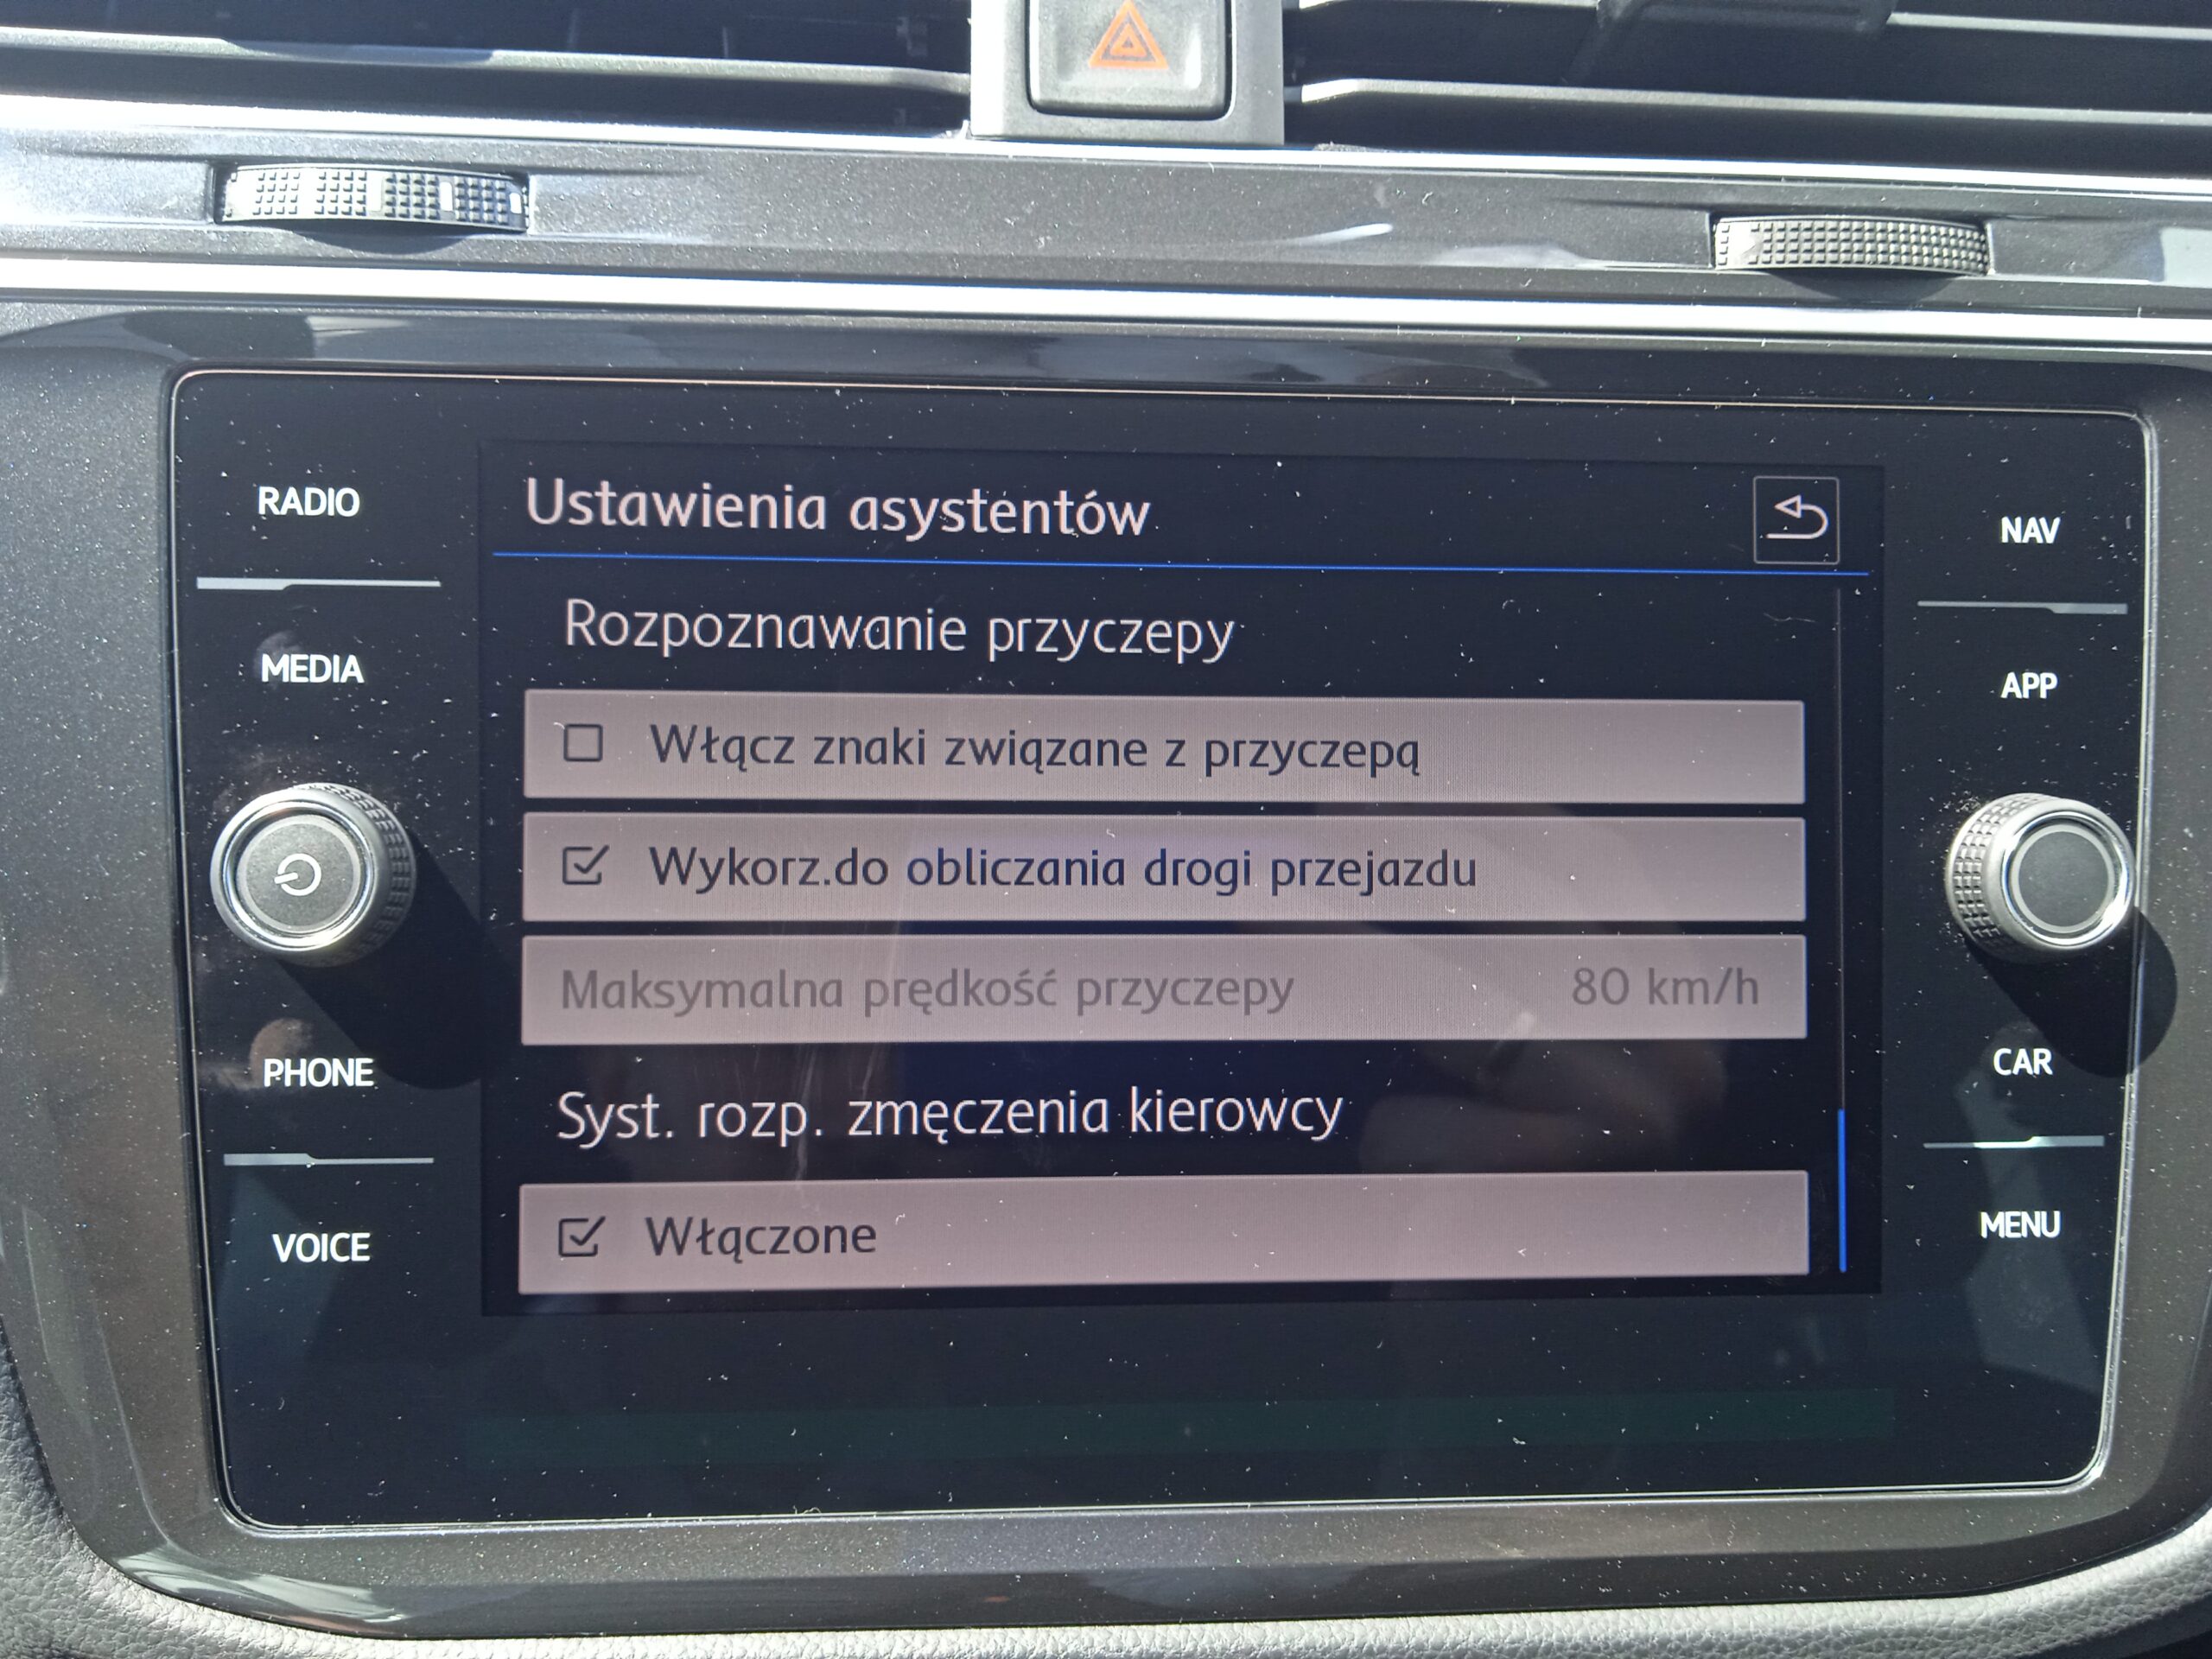 RADIO
MEDIA
PHONE
VOICE
Ustawienia asystentów
Rozpoznawanie przyczepy
Włącz znaki związane z przyczepą
Wykorz.do obliczania drogi przejazdu
Maksymalna prędkość przyczepy 80 km/h
Syst. rozp. zmęczenia kierowcy
Włączone
NAV
APP
CAR
MENU